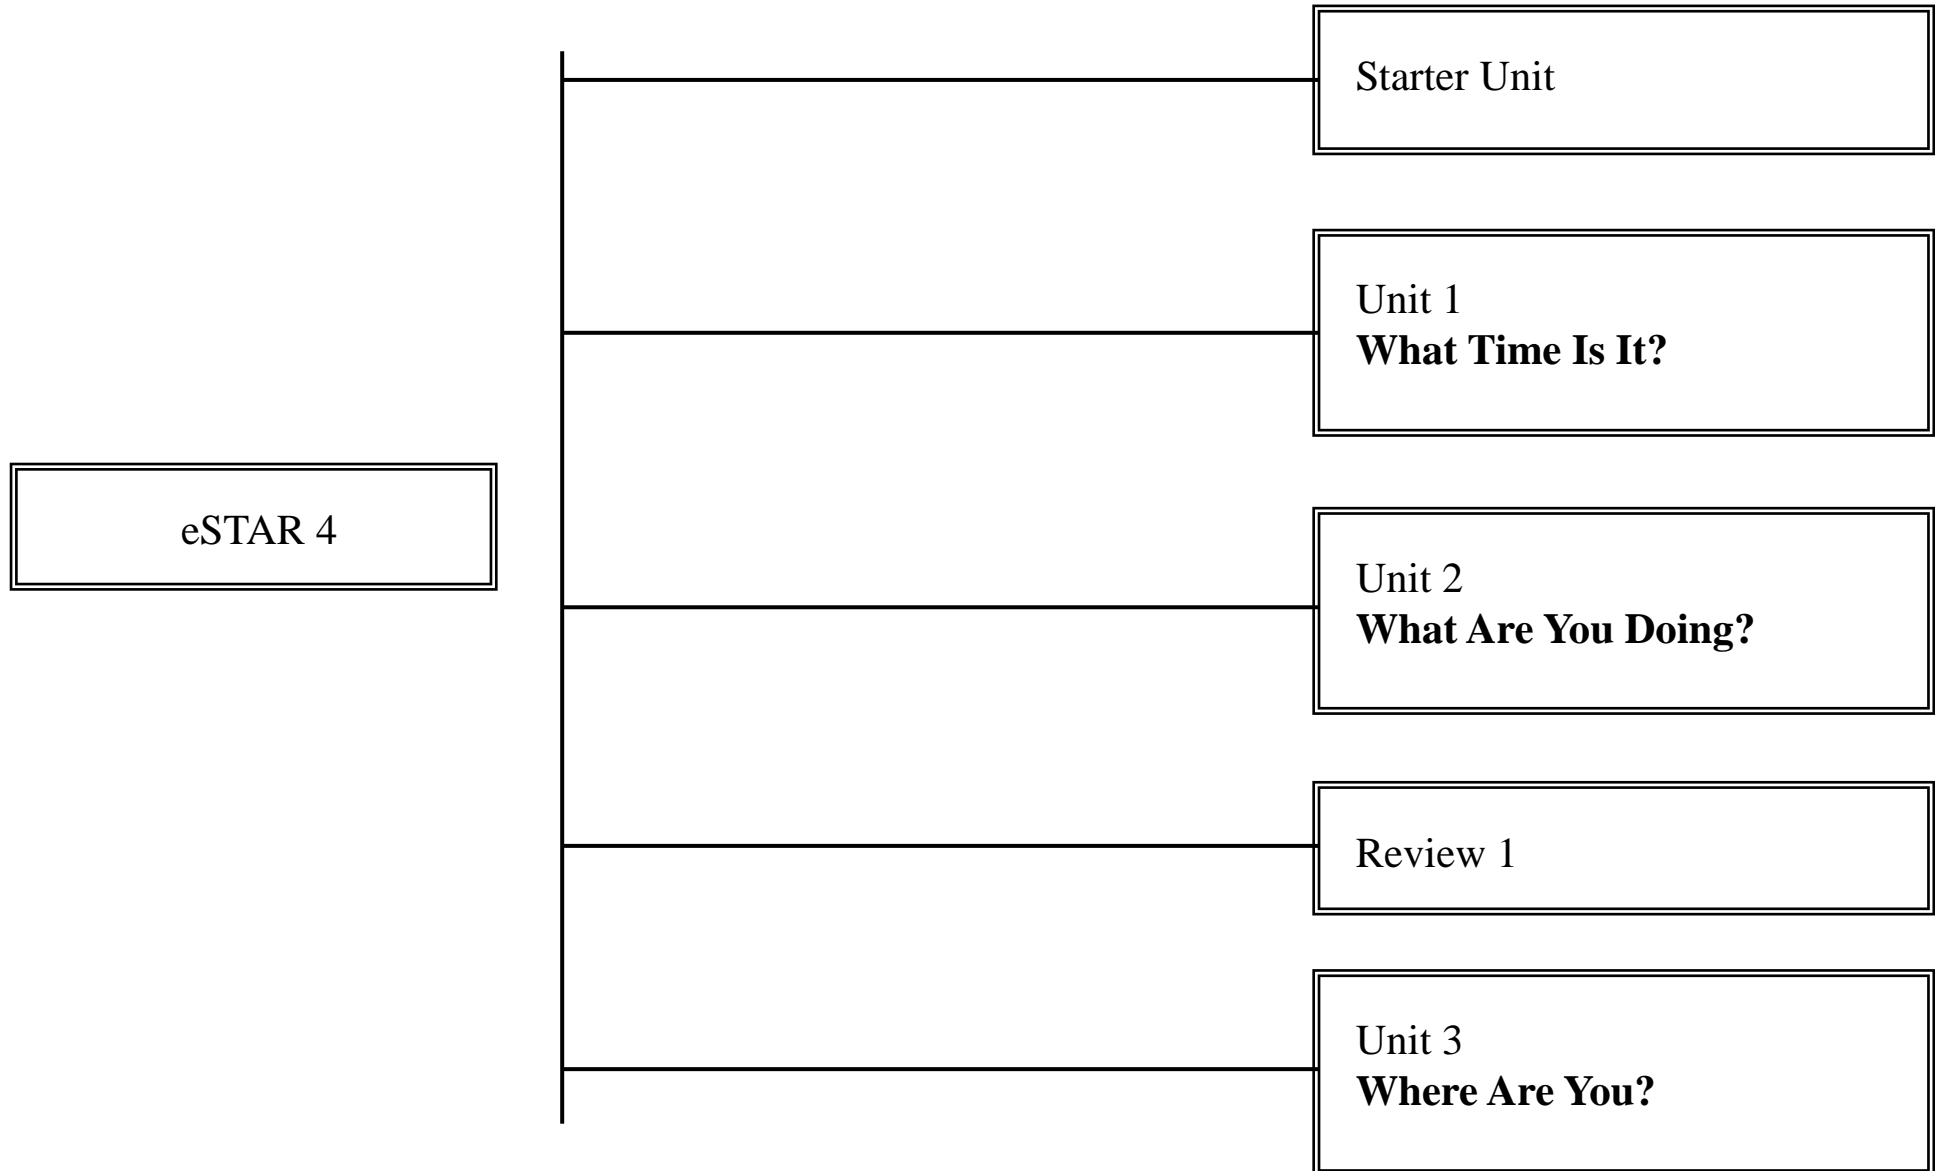 eSTAR 4
Starter Unit
Unit 1
What Time Is It?
Unit 2
What Are You Doing?
Review 1
Unit 3
Where Are You?